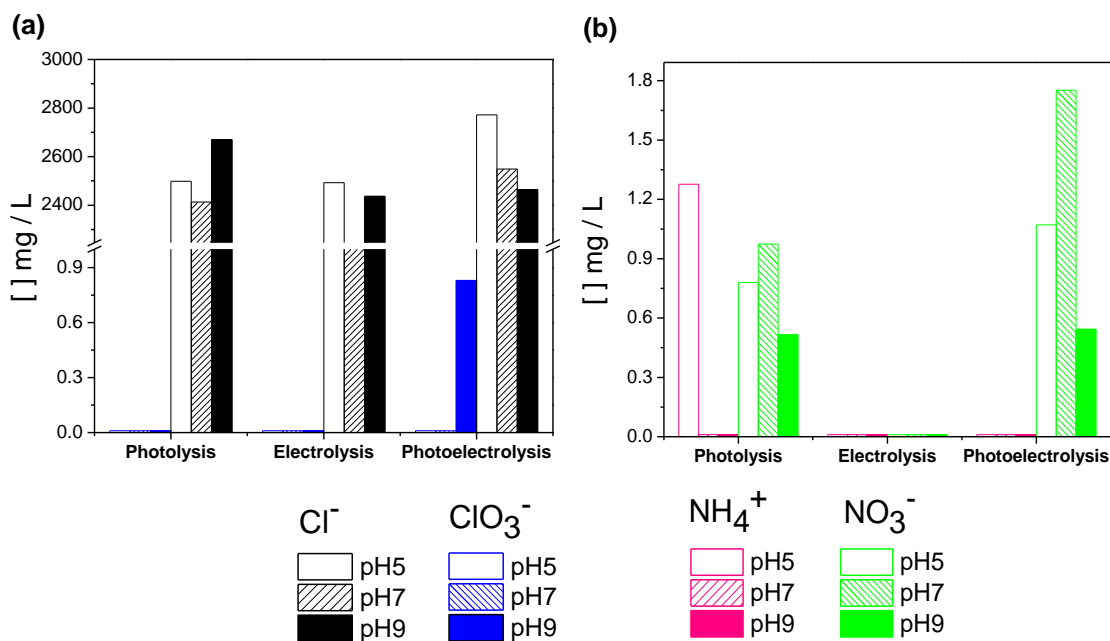 (a)
3000
2800
2600
2400
0.9
0.6
0.3
0.0
[ ] mg / L
Photolysis Electrolysis Photoelectrolysis
(b)
1.8
1.5
1.2
0.9
0.6
0.3
0.0
[ ] mg / L
Photolysis Electrolysis Photoelectrolysis
Cl⁻ ClO₃⁻
pH5 pH5
pH7 pH7
pH9 pH9
NH₄⁺ NO₃⁻
pH5 pH5
pH7 pH7
pH9 pH9